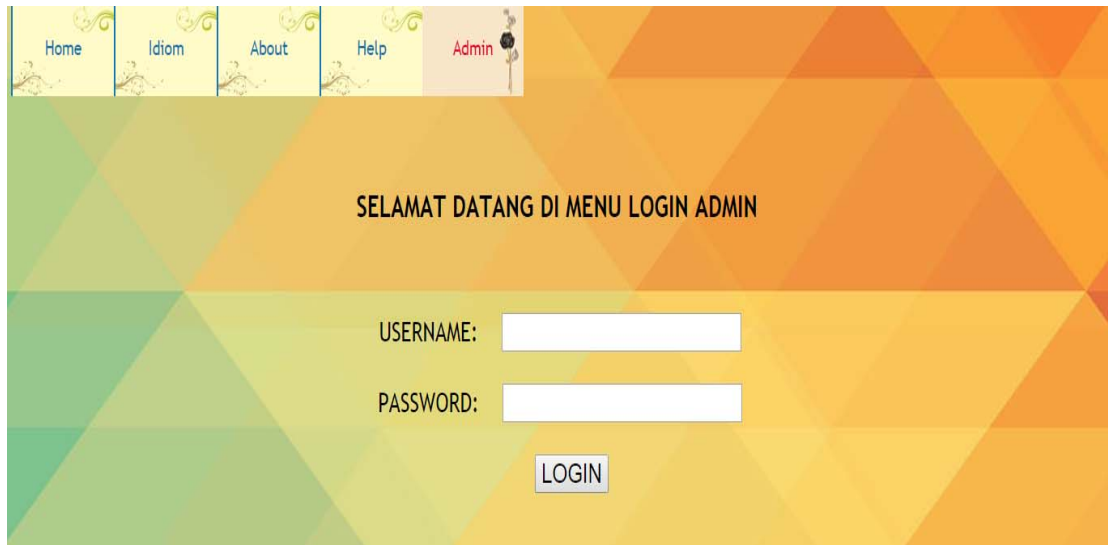 Home Idiom About Help Admin
SELAMAT DATANG DI MENU LOGIN ADMIN
USERNAME:
PASSWORD:
LOGIN